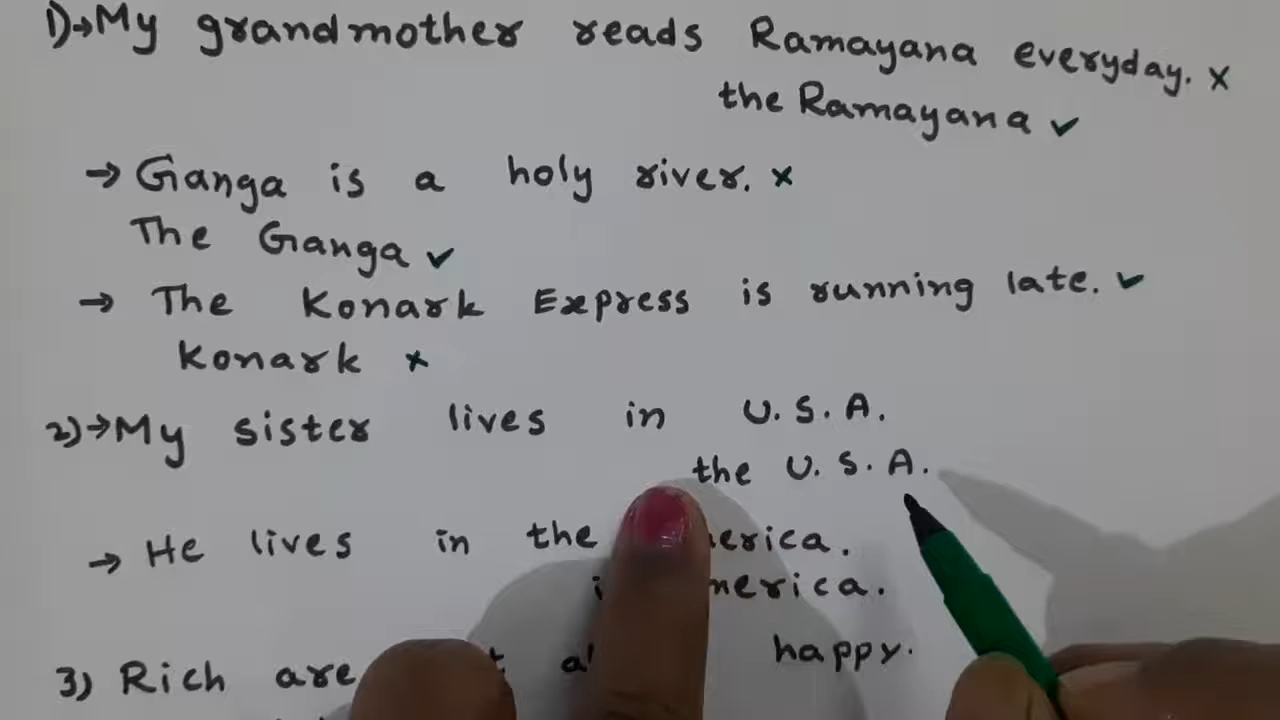 1)→My grandmother reads Ramayana everyday. ×
the Ramayana ✓
→ Ganga is a holy river. ×
The Ganga ✓
→ The Konark Express is running late. ✓
Konark ×
2)→My sister lives in U.S.A.
the U.S.A.
→ He lives in the
3) Rich are happy.